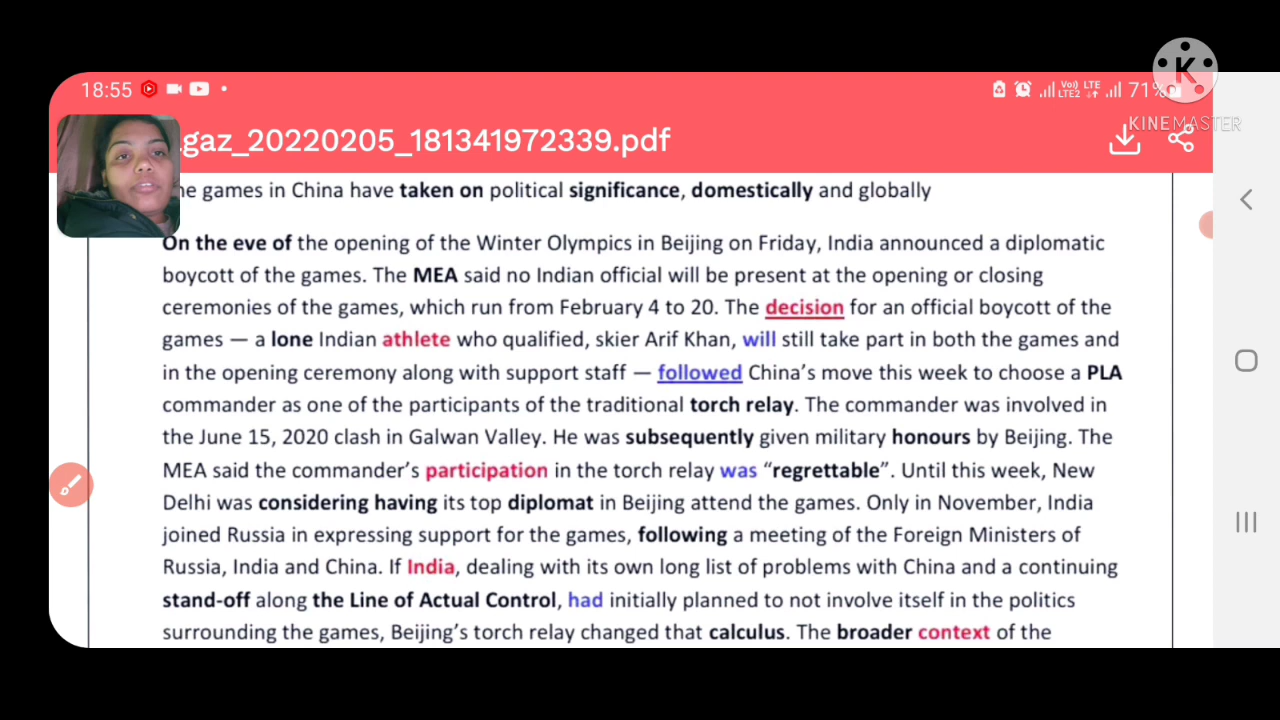 18:55 Vo) LTE LTE2 71%
K
KINEMASTER
gaz_20220205_181341972339.pdf
games in China have taken on political significance, domestically and globally
On the eve of the opening of the Winter Olympics in Beijing on Friday, India announced a diplomatic
boycott of the games. The MEA said no Indian official will be present at the opening or closing
ceremonies of the games, which run from February 4 to 20. The decision for an official boycott of the
games — a lone Indian athlete who qualified, skier Arif Khan, will still take part in both the games and
in the opening ceremony along with support staff — followed China's move this week to choose a PLA
commander as one of the participants of the traditional torch relay. The commander was involved in
the June 15, 2020 clash in Galwan Valley. He was subsequently given military honours by Beijing. The
MEA said the commander's participation in the torch relay was “regrettable”. Until this week, New
Delhi was considering having its top diplomat in Beijing attend the games. Only in November, India
joined Russia in expressing support for the games, following a meeting of the Foreign Ministers of
Russia, India and China. If India, dealing with its own long list of problems with China and a continuing
stand-off along the Line of Actual Control, had initially planned to not involve itself in the politics
surrounding the games, Beijing's torch relay changed that calculus. The broader context of the